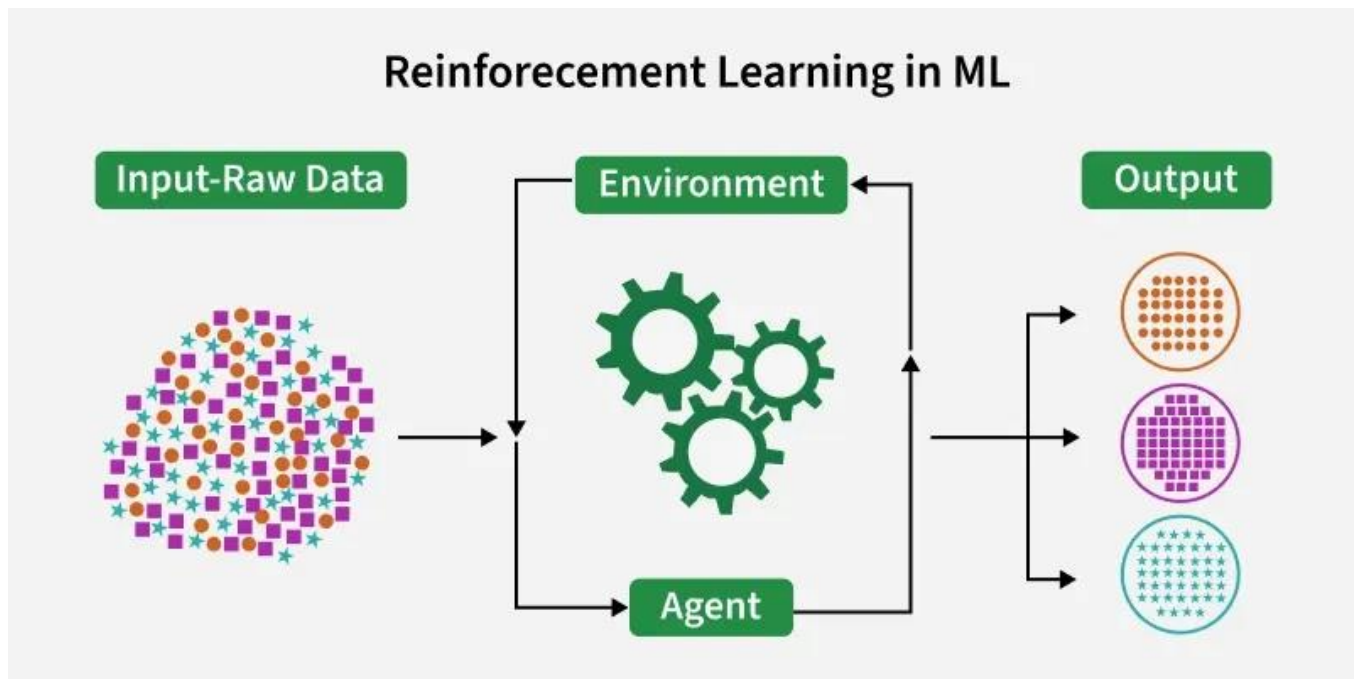 Reinforecement Learning in ML
Input-Raw Data
Environment
Output
Agent